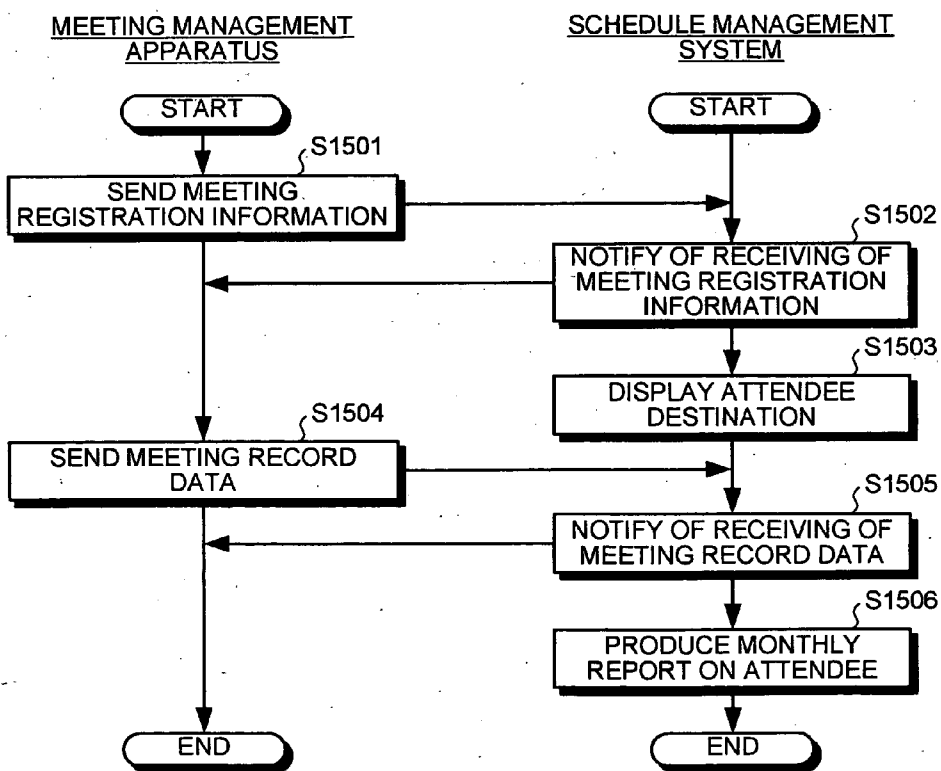 MEETING MANAGEMENT
APPARATUS
SCHEDULE MANAGEMENT
SYSTEM
START
START
S1501
SEND MEETING
REGISTRATION INFORMATION
S1502
NOTIFY OF RECEIVING OF
MEETING REGISTRATION
INFORMATION
S1503
DISPLAY ATTENDEE
DESTINATION
S1504
SEND MEETING RECORD
DATA
S1505
NOTIFY OF RECEIVING OF
MEETING RECORD DATA
S1506
PRODUCE MONTHLY
REPORT ON ATTENDEE
END
END